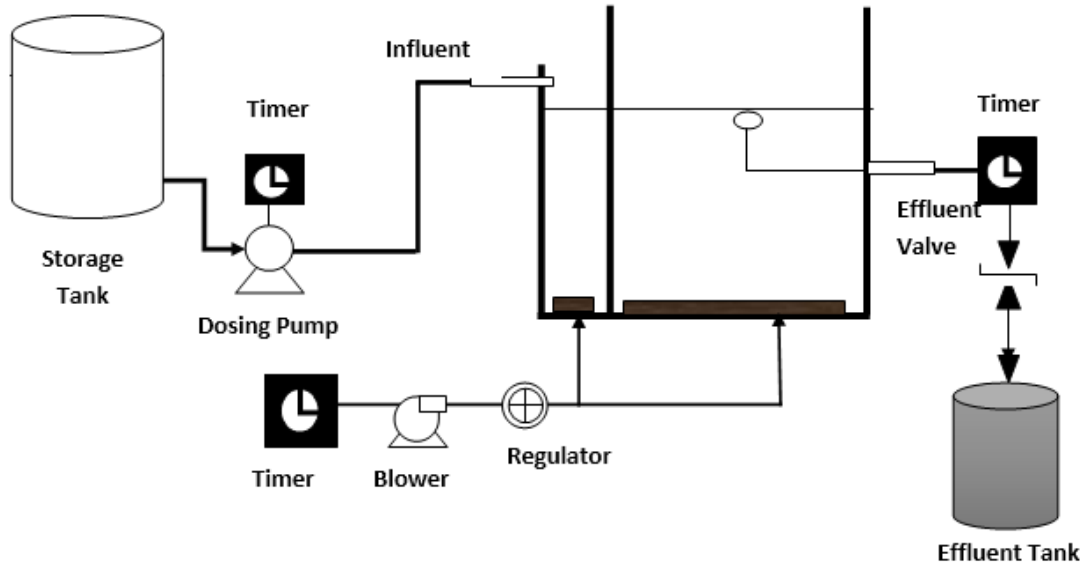 Influent
Timer
Timer
Effluent
Valve
Storage
Tank
Dosing Pump
Regulator
Timer
Blower
Effluent Tank